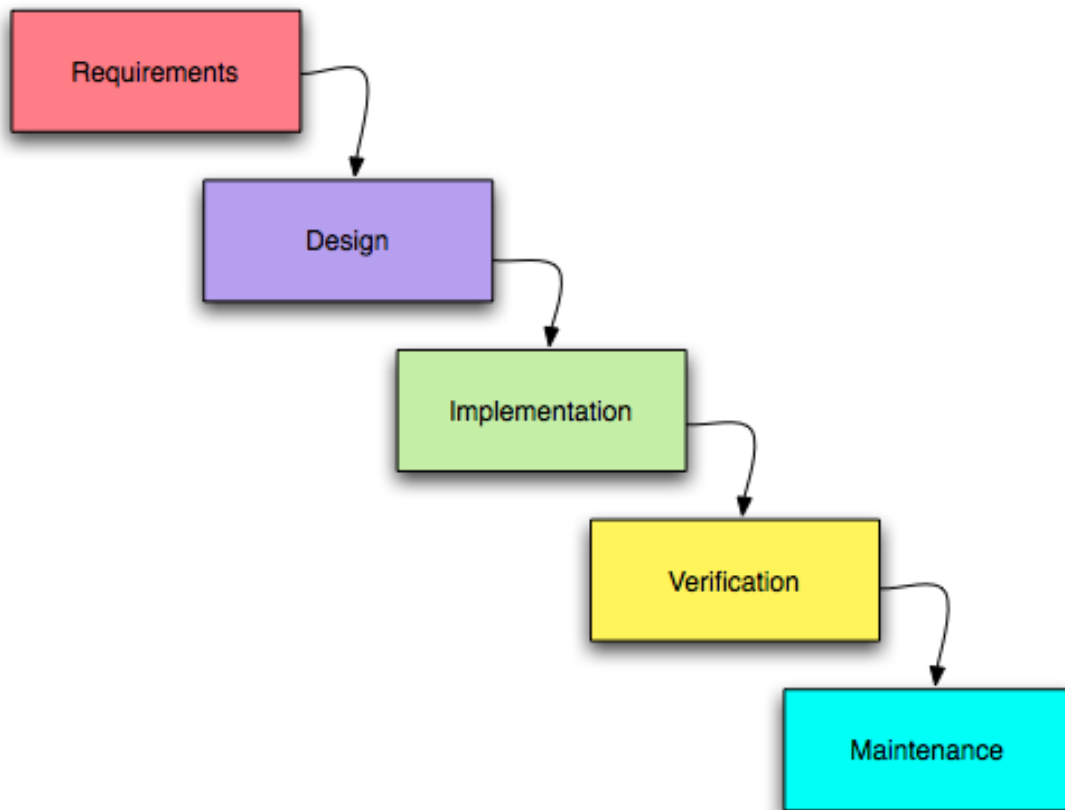 Requirements
Design
Implementation
Verification
Maintenance